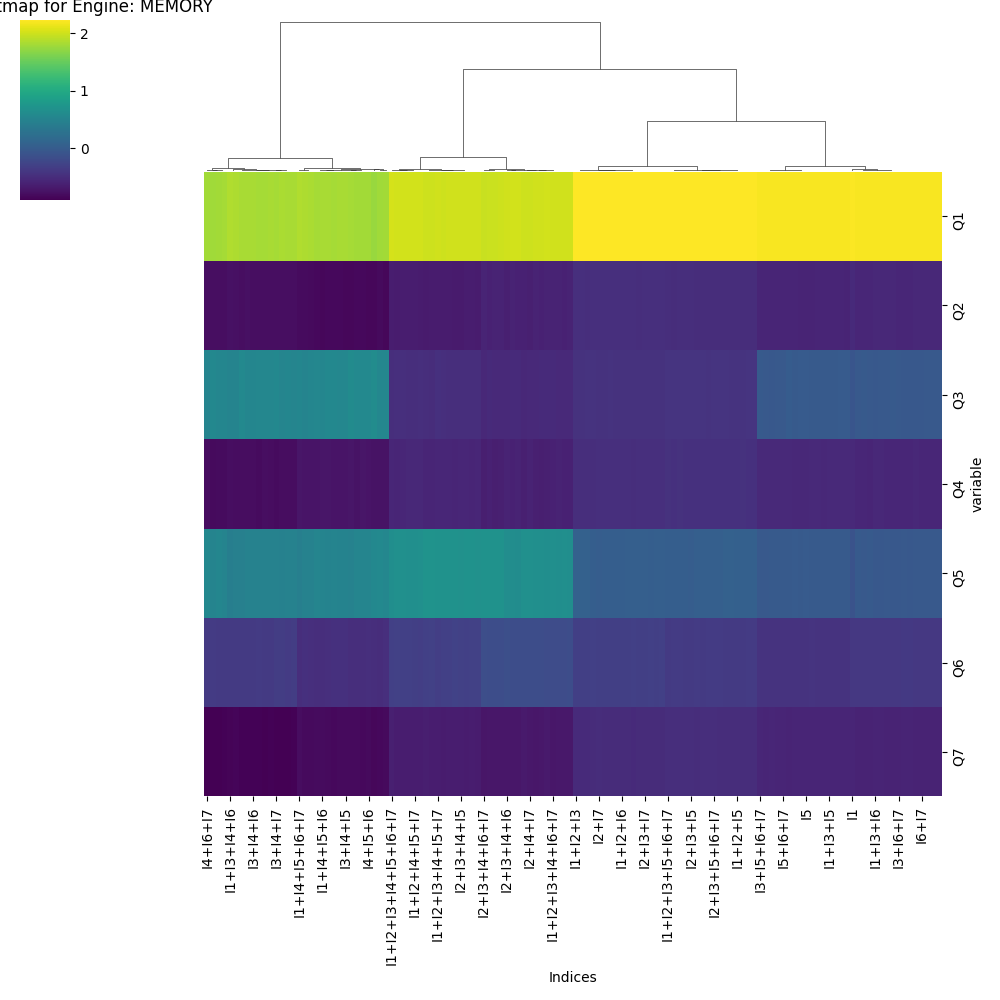 tmap for Engine: MEMORY
2
1
0
Q1
Q2
Q3
Q4
Q5
Q6
Q7
variable
I4+I6+I7
I1+I3+I4+I6
I3+I4+I6
I3+I4+I7
I1+I4+I5+I6+I7
I1+I4+I5+I6
I3+I4+I5
I4+I5+I6
I1+I2+I3+I4+I5+I6+I7
I1+I2+I4+I5+I7
I1+I2+I3+I4+I5+I7
I2+I3+I4+I5
I2+I3+I4+I6+I7
I2+I3+I4+I6
I2+I4+I7
I1+I2+I3+I4+I6+I7
I1+I2+I3
I2+I7
I1+I2+I6
I2+I3+I7
I1+I2+I3+I5+I6+I7
I2+I3+I5
I2+I3+I5+I6+I7
I1+I2+I5
I3+I5+I6+I7
I5+I6+I7
I5
I1+I3+I5
I1
I1+I3+I6
I3+I6+I7
I6+I7
Indices